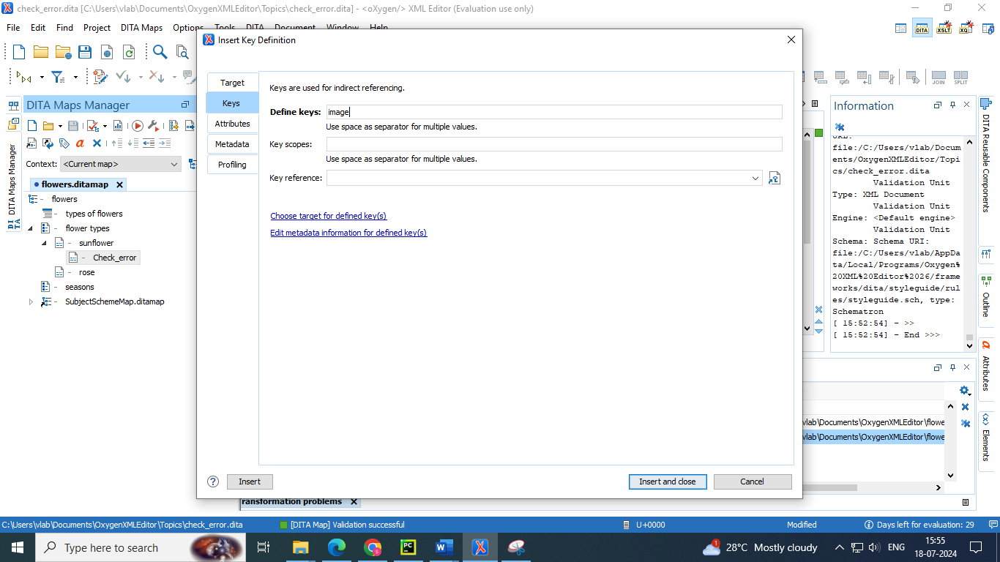 check_error.dita [C:\Users\vlab\Documents\OxygenXMLEditor\Topics\check_error.dita] - <oXygen/> XML Editor (Evaluation use only)
File Edit Find Project DITA Maps Options Tools DITA Document Window Help
Insert Key Definition
DITA XSLT XQ
JOIN SPLIT
DITA Maps Manager
Context: <Current map>
flowers.ditamap
flowers
types of flowers
flower types
sunflower
Check_error
rose
seasons
SubjectSchemeMap.ditamap
DITA Maps Manager
Target
Keys
Attributes
Metadata
Profiling
Keys are used for indirect referencing.
Define keys: image
Use space as separator for multiple values.
Key scopes:
Use space as separator for multiple values.
Key reference:
Choose target for defined key(s)
Edit metadata information for defined key(s)
Insert
Insert and close
Cancel
Information
URL:
file:/C:/Users/vlab/Docum
ents/OxygenXMLEditor/Topi
cs/check_error.dita
Validation Unit
Type: XML Document
Validation Unit
Engine: <Default engine>
Validation Unit
Schema: Schema URI:
file:/C:/Users/vlab/AppDa
ta/Local/Programs/Oxygen%
20XML%20Editor%2026/frame
works/dita/styleguide/rul
es/styleguide.sch, type:
Schematron
[ 15:52:54] - >>
[ 15:52:54] - End >>>
DITA Reusable Components
Outline
Attributes
Elements
vlab\Documents\OxygenXMLEditor\flowe
vlab\Documents\OxygenXMLEditor\flowe
ransformation problems
C:\Users\vlab\Documents\OxygenXMLEditor\Topics\check_error.dita
[DITA Map] Validation successful
U+0000
Modified
Days left for evaluation: 29
Type here to search
28°C Mostly cloudy
ENG
15:55
18-07-2024